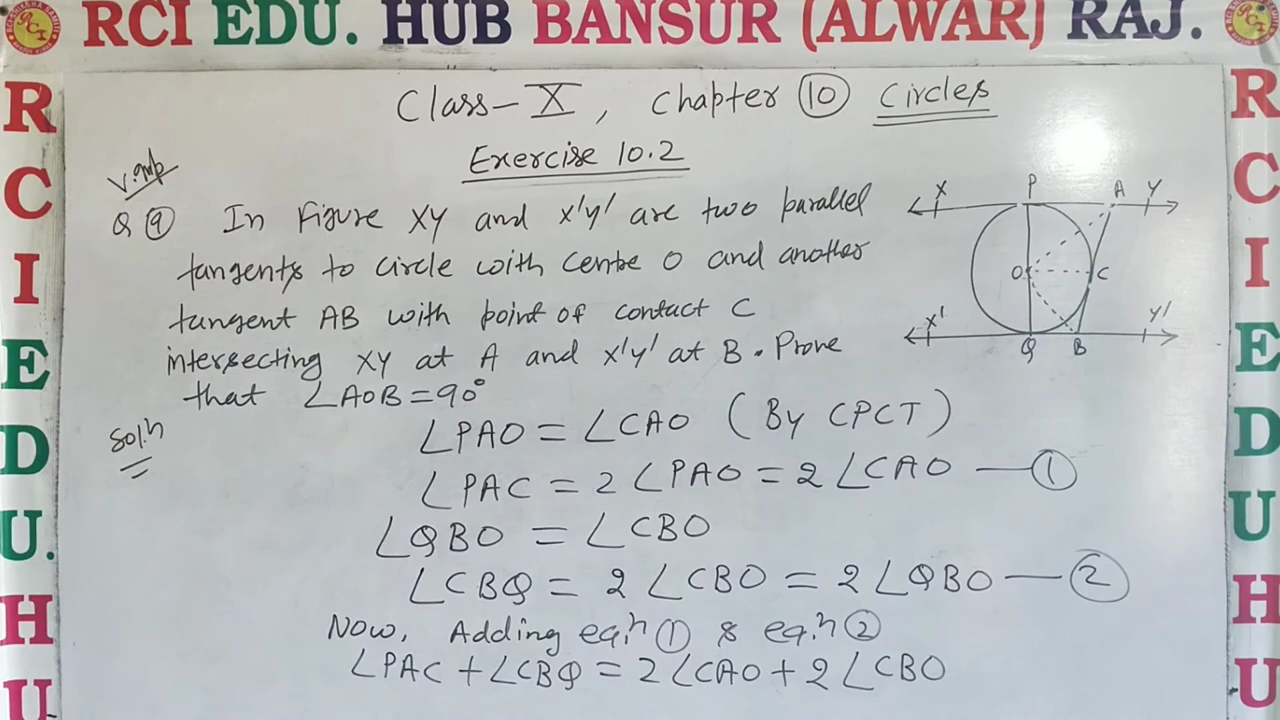 RCI EDU. HUB BANSUR (ALWAR) RAJ.
R
C
I
E
D
U.
H
U
Class-X, Chapter 10 Circles
Exercise 10.2
V.Imp
Q 9 In Figure XY and X'Y' are two parallel
tangents to circle with centre O and another
tangent AB with point of contact C
intersecting XY at A and X'Y' at B. Prove
that ∠AOB=90°
Sol.n
∠PAO = ∠CAO (By CPCT)
∠PAC = 2 ∠PAO = 2 ∠CAO — 1
∠QBO = ∠CBO
∠CBQ = 2 ∠CBO = 2 ∠QBO — 2
Now, Adding eq.n 1 & eq.n 2
∠PAC + ∠CBQ = 2 ∠CAO + 2 ∠CBO
X P A Y
O C
X' Y'
Q B
R
C
I
E
D
U
H
U